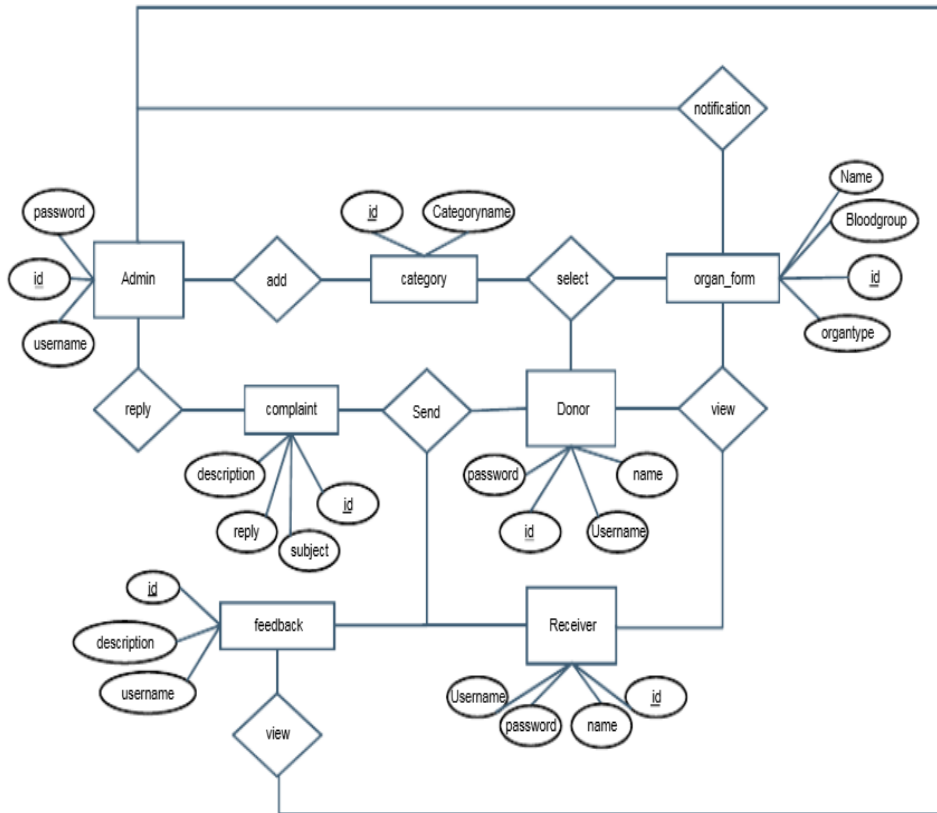 notification
Name
password
id
Categoryname
Bloodgroup
Admin
add
category
select
organ_form
id
id
username
organtype
reply
complaint
Send
Donor
view
description
password
name
id
reply
subject
id
Username
id
feedback
Receiver
description
username
Username
id
password
name
view